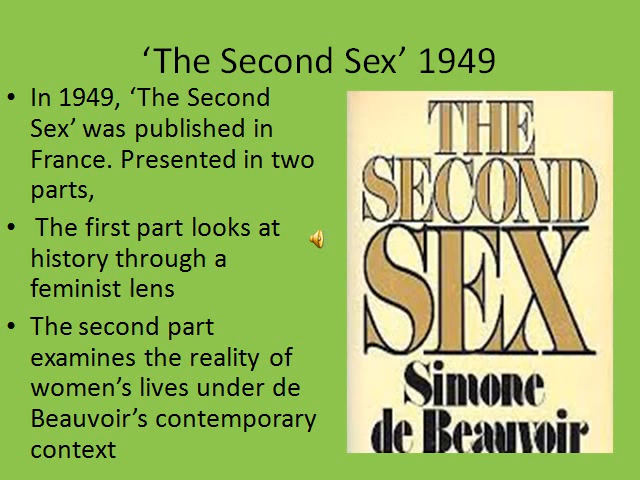 ‘The Second Sex’ 1949
• In 1949, ‘The Second
Sex’ was published in
France. Presented in two
parts,
• The first part looks at
history through a
feminist lens
• The second part
examines the reality of
women’s lives under de
Beauvoir’s contemporary
context
THE
SECOND
SEX
Simone
de Beauvoir